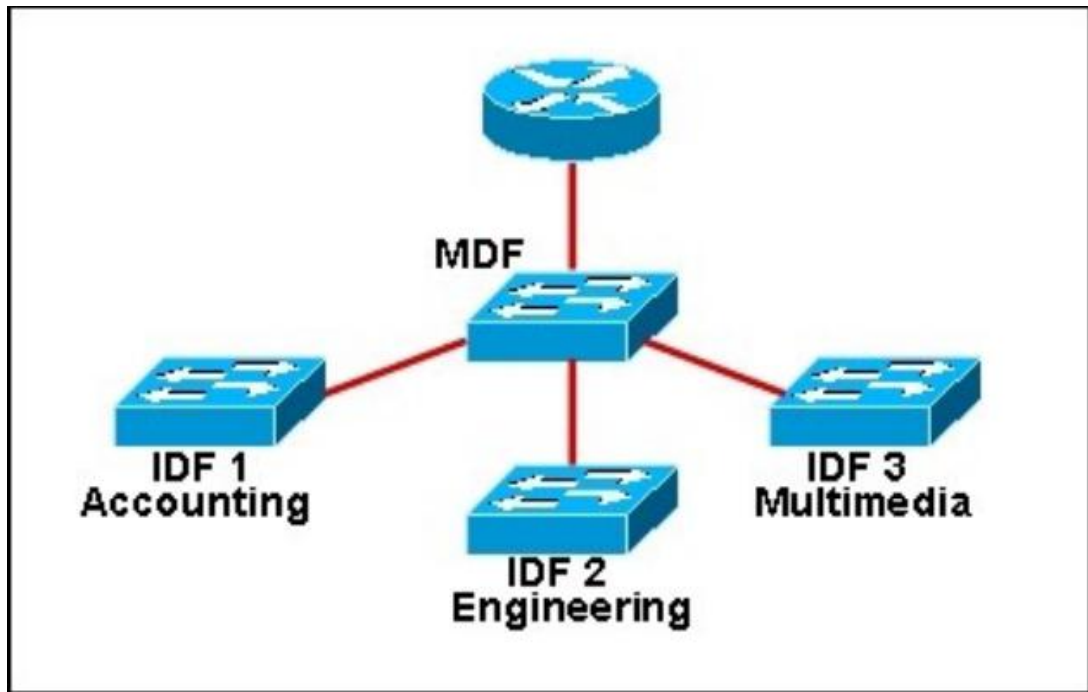 MDF
IDF 1
Accounting
IDF 2
Engineering
IDF 3
Multimedia